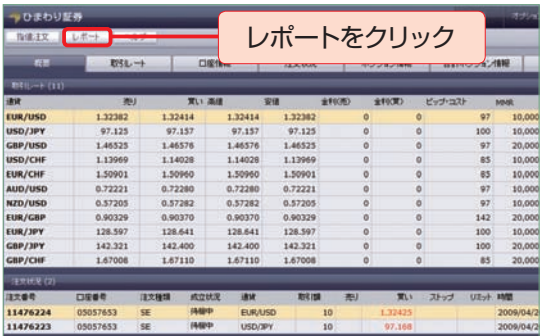 ひまわり証券
指値注文 レポート ヘルプ
レポートをクリック
概要 取引レート 口座情報 注文状況
取引レート (11)
通貨 売り 買い 高値 安値 金利(売) 金利(買) ピップ・コスト MMR
EUR/USD 1.32382 1.32414 1.32414 1.32382 0 0 97 10,000
USD/JPY 97.125 97.157 97.157 97.125 0 0 100 10,000
GBP/USD 1.46525 1.46576 1.46576 1.46525 0 0 97 20,000
USD/CHF 1.13969 1.14028 1.14028 1.13969 0 0 85 10,000
EUR/CHF 1.50901 1.50960 1.50960 1.50901 0 0 85 10,000
AUD/USD 0.72221 0.72280 0.72280 0.72221 0 0 97 10,000
NZD/USD 0.57205 0.57282 0.57282 0.57205 0 0 97 10,000
EUR/GBP 0.90329 0.90370 0.90370 0.90329 0 0 142 20,000
EUR/JPY 128.597 128.641 128.641 128.597 0 0 100 10,000
GBP/JPY 142.321 142.400 142.400 142.321 0 0 100 20,000
GBP/CHF 1.67008 1.67110 1.67110 1.67008 0 0 85 20,000
注文状況 (2)
注文番号 口座番号 注文種類 成立状況 通貨 取引額 売り 買い ストップ リミット 時間
11476224 05057653 SE 待機中 EUR/USD 10 1.32425 2009/04/2
11476223 05057653 SE 待機中 USD/JPY 10 97.168 2009/04/2